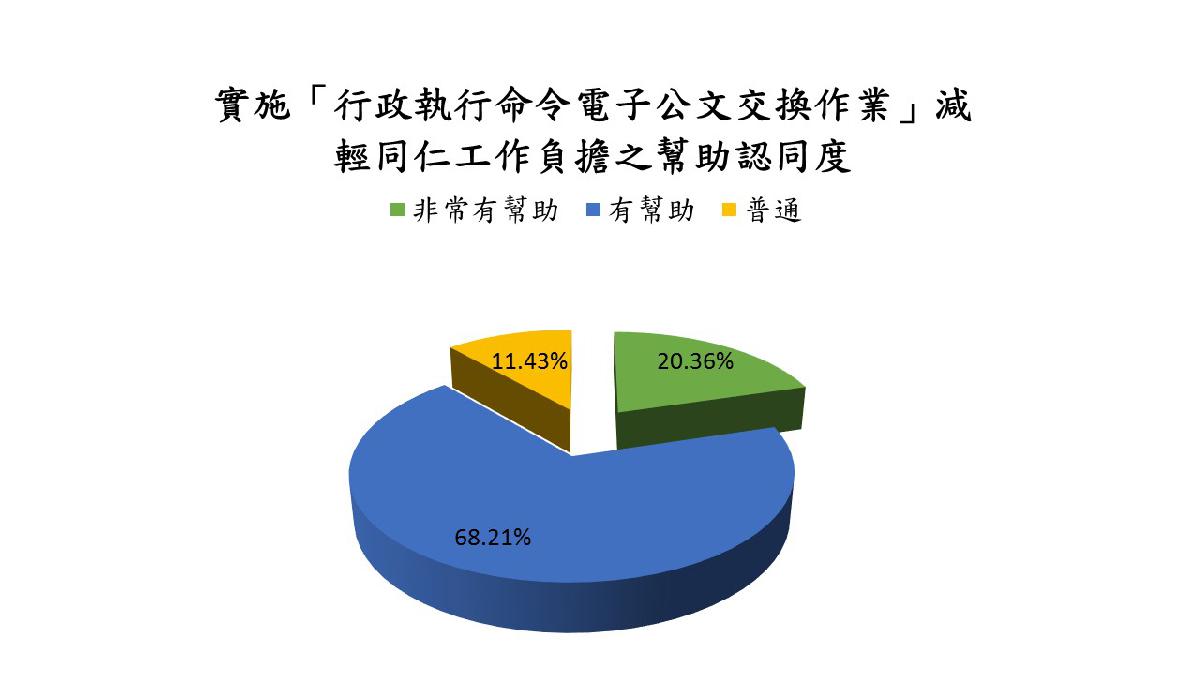 實施「行政執行命令電子公文交換作業」減
輕同仁工作負擔之幫助認同度
非常有幫助 有幫助 普通
11.43% 20.36%
68.21%